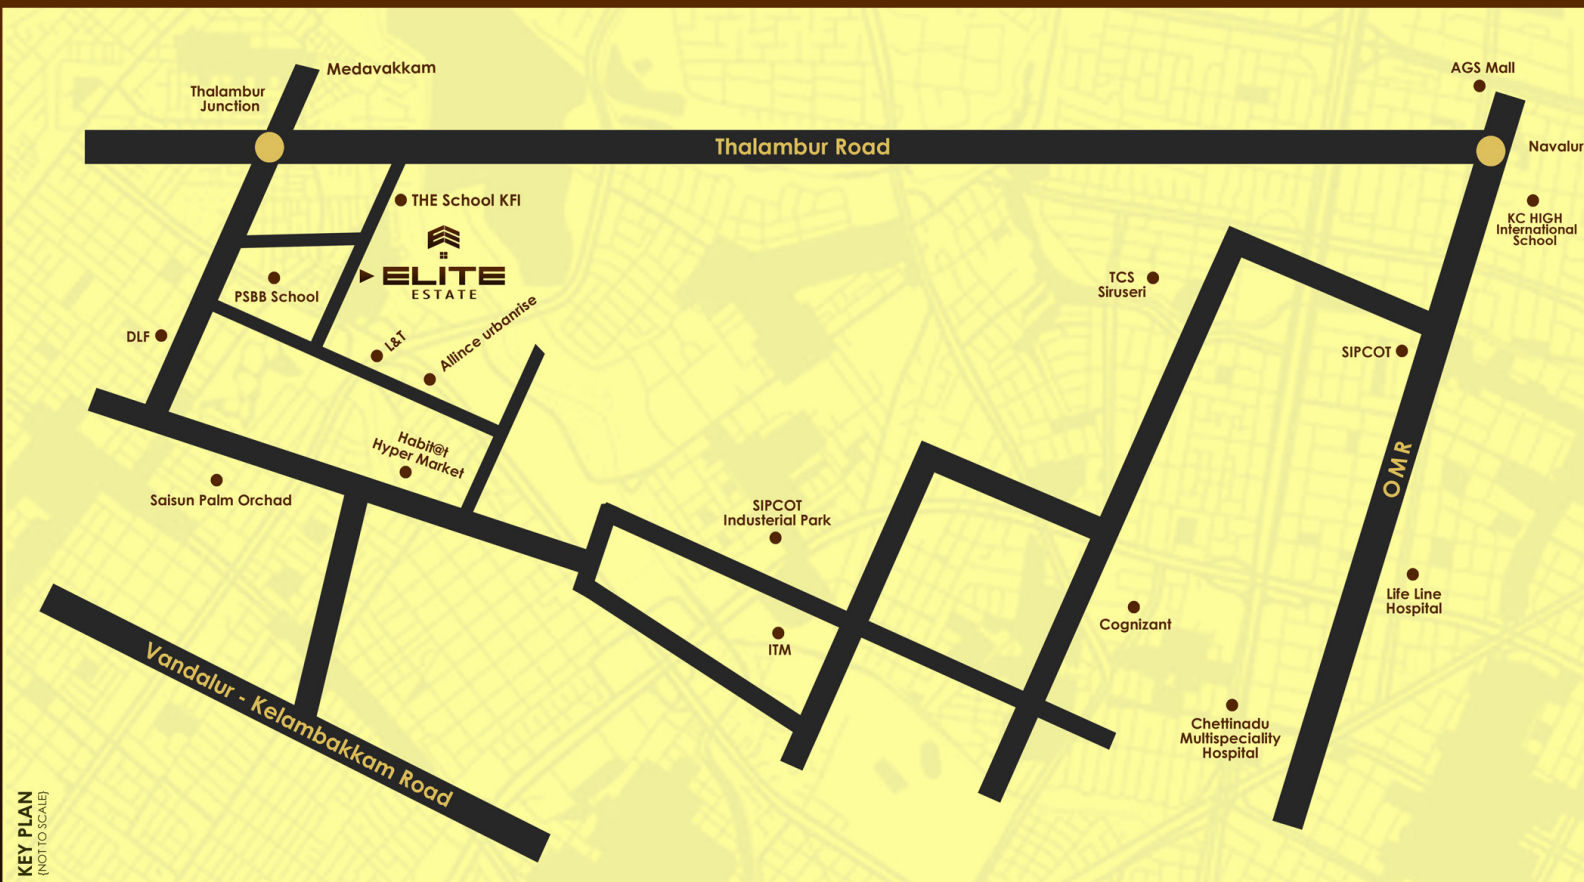 Medavakkam
AGS Mall
Thalambur
Junction
Thalambur Road
Navalur
THE School KFI
KC HIGH
International
School
ELITE
ESTATE
TCS
Siruseri
PSBB School
DLF
L&T
Allince urbanrise
SIPCOT
Habit@t
Hyper Market
OMR
Saisun Palm Orchad
SIPCOT
Industerial Park
Life Line
Hospital
Cognizant
ITM
Vandalur - Kelambakkam Road
Chettinadu
Multispeciality
Hospital
KEY PLAN
{NOT TO SCALE}